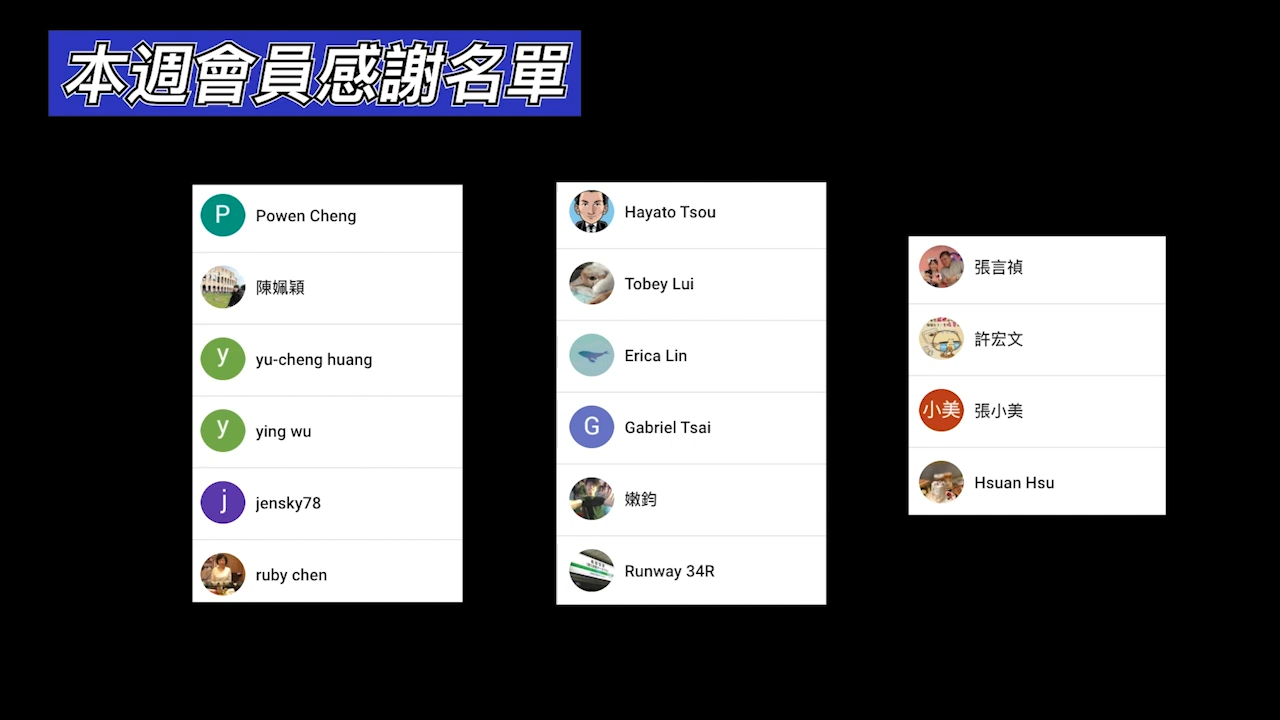 本週會員感謝名單
P Powen Cheng
陳姵穎
y yu-cheng huang
y ying wu
j jensky78
ruby chen
Hayato Tsou
Tobey Lui
Erica Lin
G Gabriel Tsai
嫩鈞
Runway 34R
張言禎
許宏文
小美 張小美
Hsuan Hsu